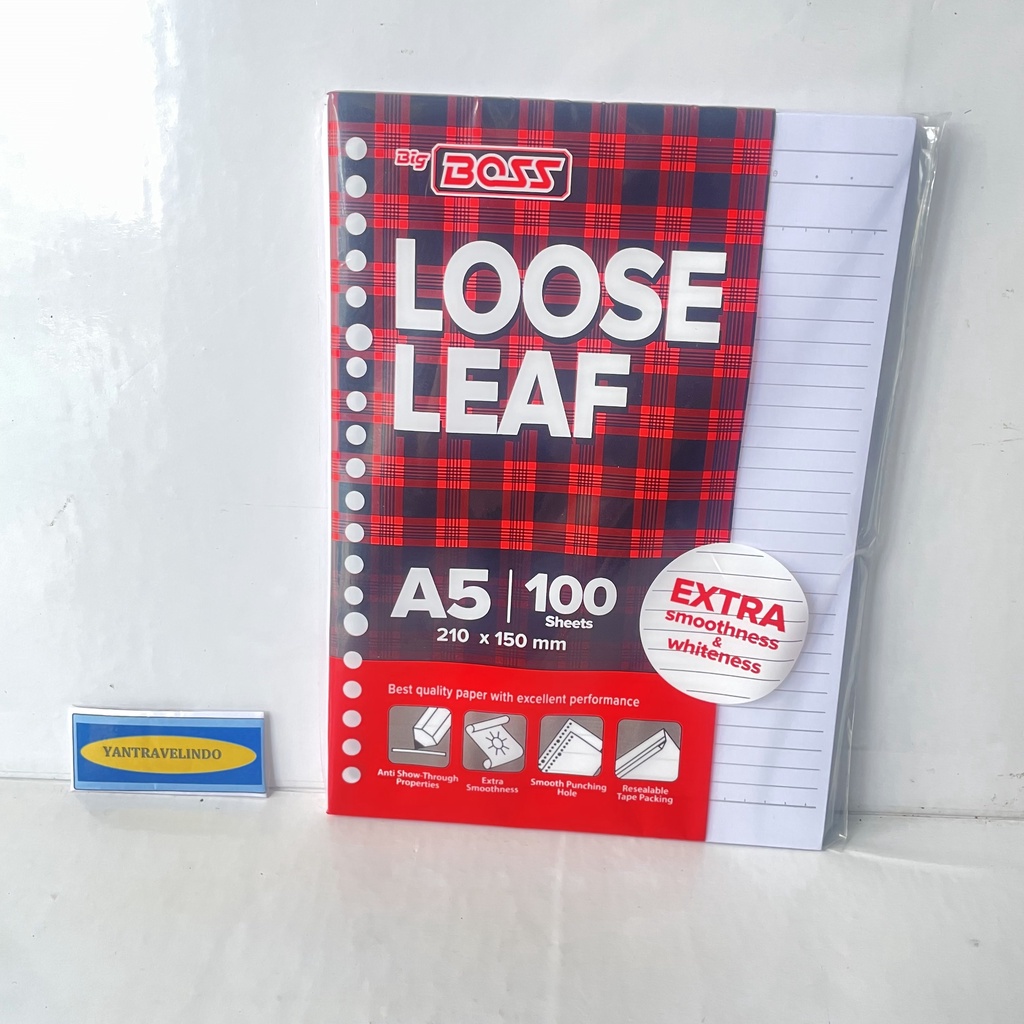 Big BOSS
LOOSE
LEAF
A5 | 100
Sheets
210 x 150 mm
EXTRA
smoothness
&
whiteness
Best quality paper with excellent performance
Anti Show-Through
Properties
Extra
Smoothness
Smooth Punching
Hole
Resealable
Tape Packing
YANTRAVELINDO